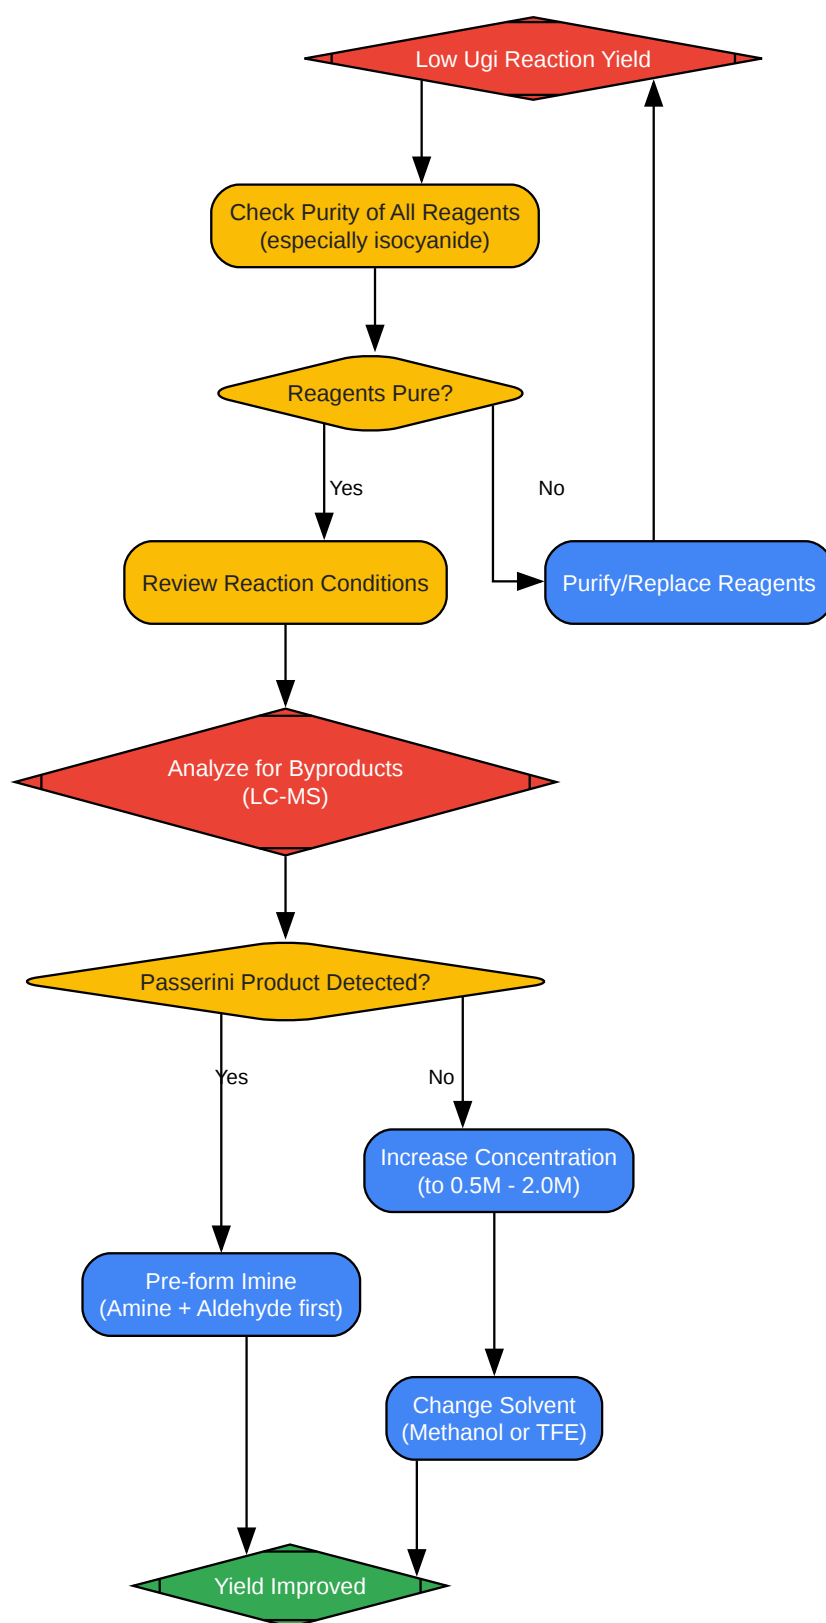 Low Ugi Reaction Yield
Check Purity of All Reagents
(especially isocyanide)
Reagents Pure?
Yes
No
Review Reaction Conditions
Purify/Replace Reagents
Analyze for Byproducts
(LC-MS)
Passerini Product Detected?
Yes
No
Increase Concentration
(to 0.5M - 2.0M)
Pre-form Imine
(Amine + Aldehyde first)
Change Solvent
(Methanol or TFE)
Yield Improved